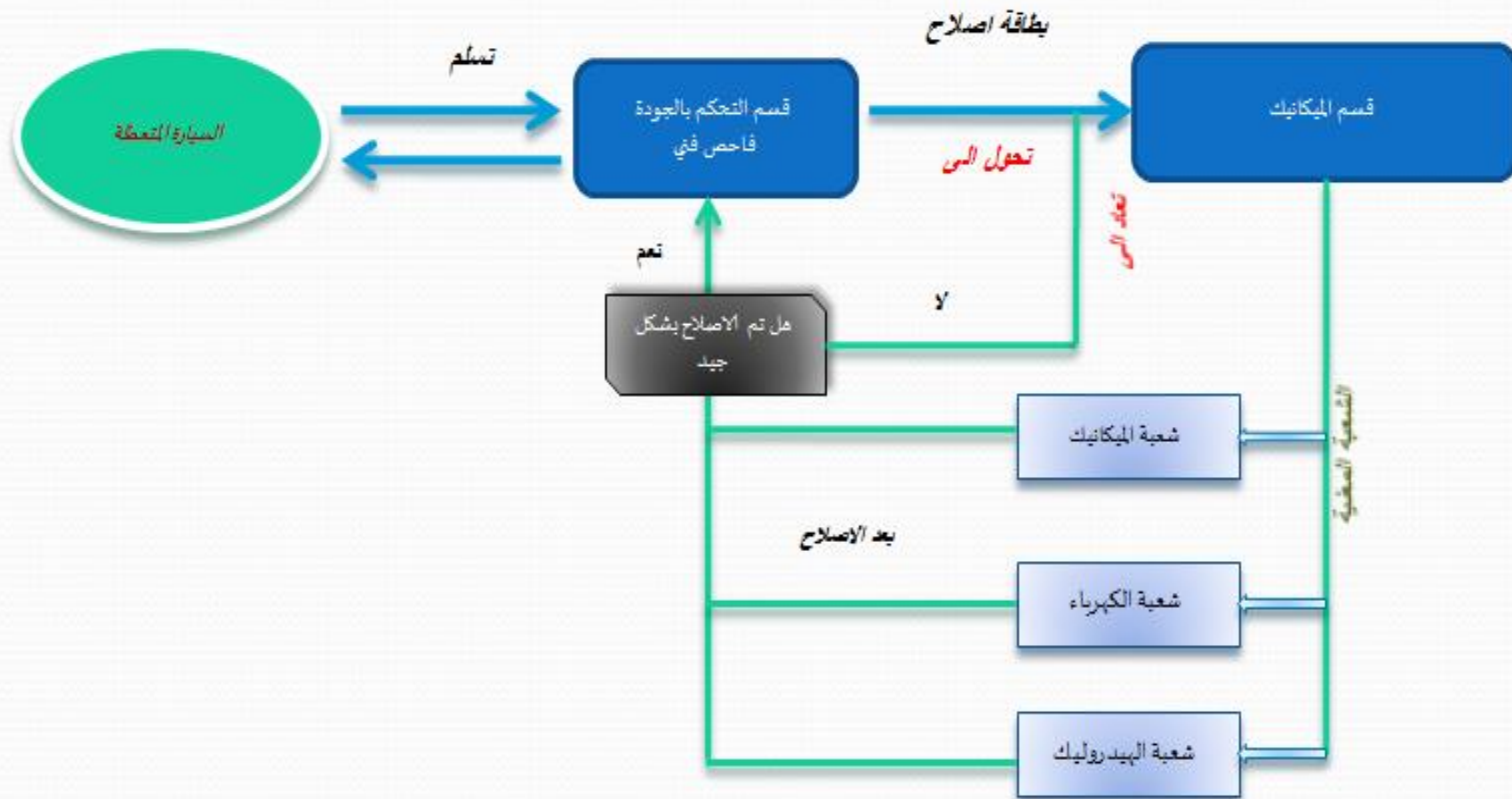 بطاقة اصلاح
تسلم
قسم الميكانيك
قسم التحكم بالجودة
فاحص فني
السيارة المتعطلة
تحول الى
تعاد الى
نعم
لا
هل تم الاصلاح بشكل
جيد
شعبة الميكانيك
الشعبة المعنية
بعد الاصلاح
شعبة الكهرباء
شعبة الهيدروليك